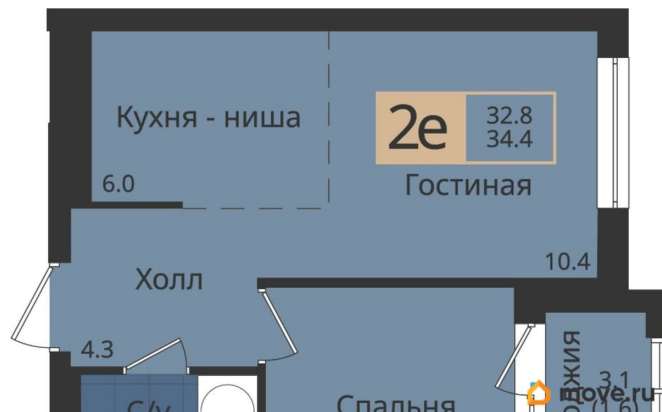 Кухня - ниша
6.0
2е
32.8
34.4
Гостиная
10.4
Холл
4.3
С/у
Спальня
3.1
move.ru